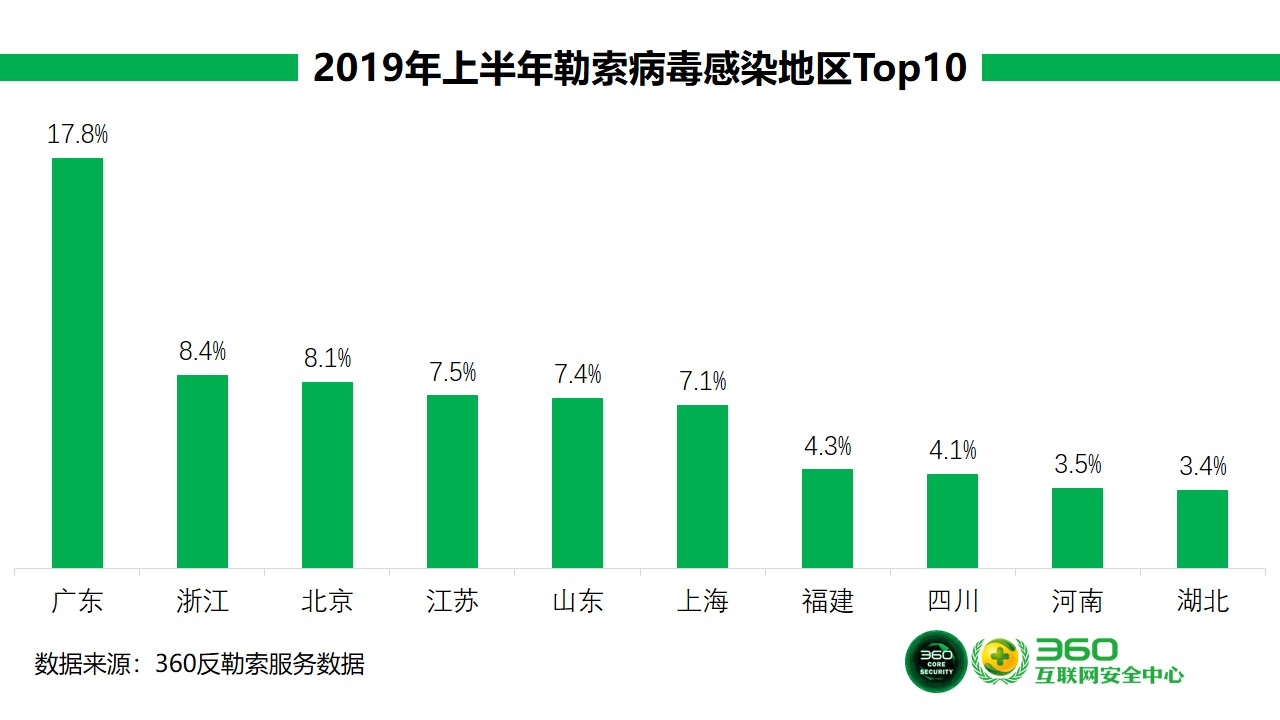 2019年上半年勒索病毒感染地区Top10
17.8%
8.4%
8.1%
7.5%
7.4%
7.1%
4.3%
4.1%
3.5%
3.4%
广东 浙江 北京 江苏 山东 上海 福建 四川 河南 湖北
数据来源：360反勒索服务数据
360
CORE
SECURITY
360
互联网安全中心